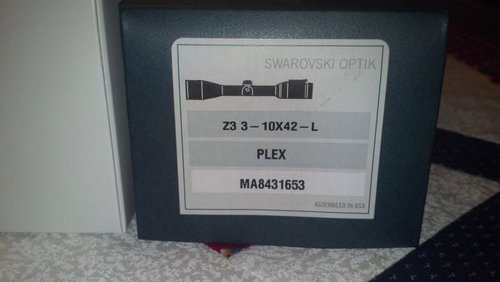 SWAROVSKI OPTIK
Z3 3-10X42-L
PLEX
MA8431653
ASSEMBLED IN USA